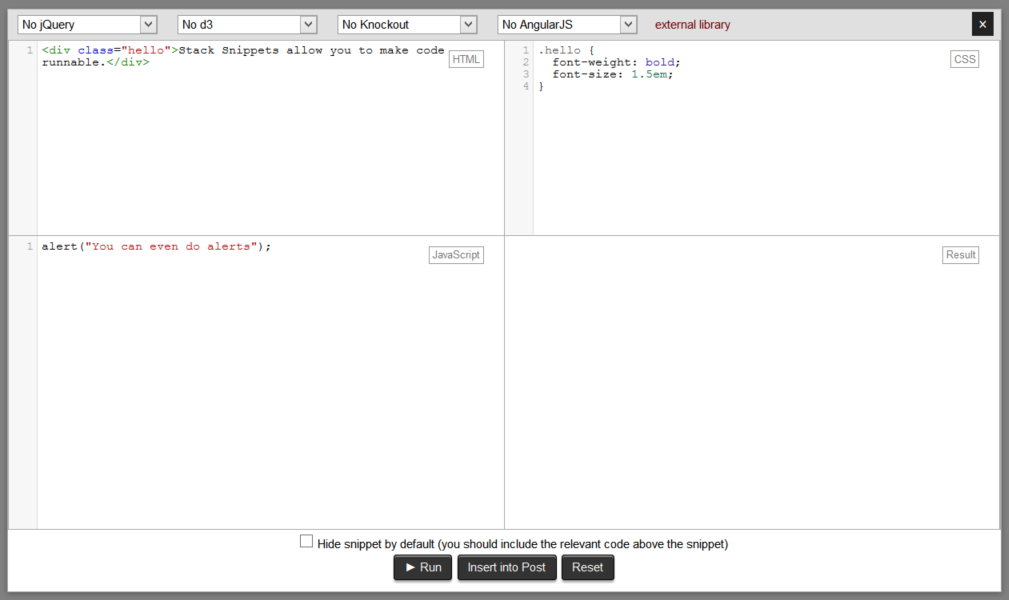 No jQuery No d3 No Knockout No AngularJS external library x
1 <div class="hello">Stack Snippets allow you to make code
runnable.</div>
HTML
1 .hello {
2   font-weight: bold;
3   font-size: 1.5em;
4 }
CSS
1 alert("You can even do alerts");
JavaScript
Result
Hide snippet by default (you should include the relevant code above the snippet)
► Run Insert into Post Reset